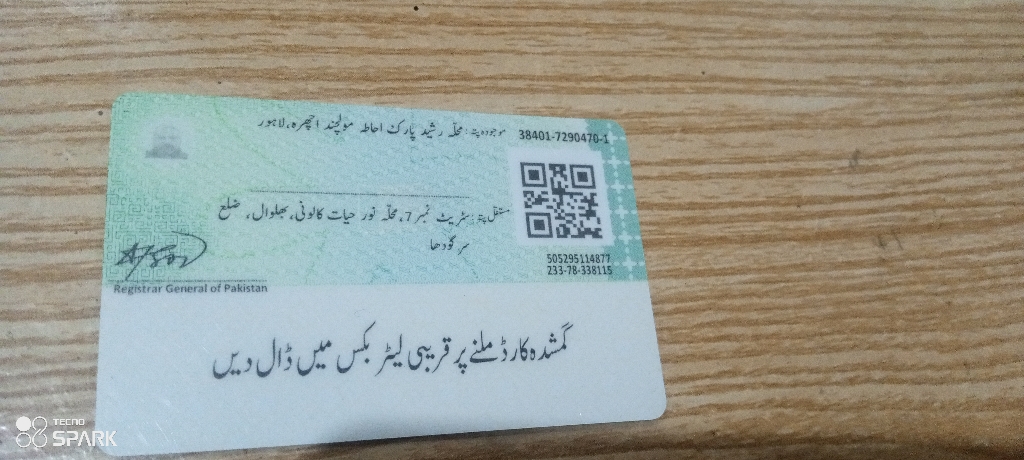 موجودہ پتہ: محلہ رشید پارک احاطہ مولچند اچھرہ، لاہور
38401-7290470-1
مستقل پتہ: سٹریٹ نمبر 7، محلہ نور حیات کالونی، بھلوال، ضلع
سرگودھا
505295114877
233-78-338115
Registrar General of Pakistan
گمشدہ کارڈ ملنے پر قریبی لیٹر بکس میں ڈال دیں
TECNO
SPARK